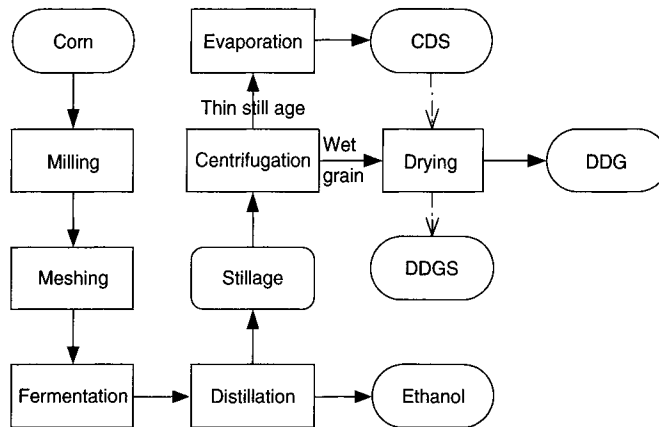 Corn
Evaporation
CDS
Thin still age
Milling
Centrifugation
Wet
grain
Drying
DDG
Meshing
Stillage
DDGS
Fermentation
Distillation
Ethanol